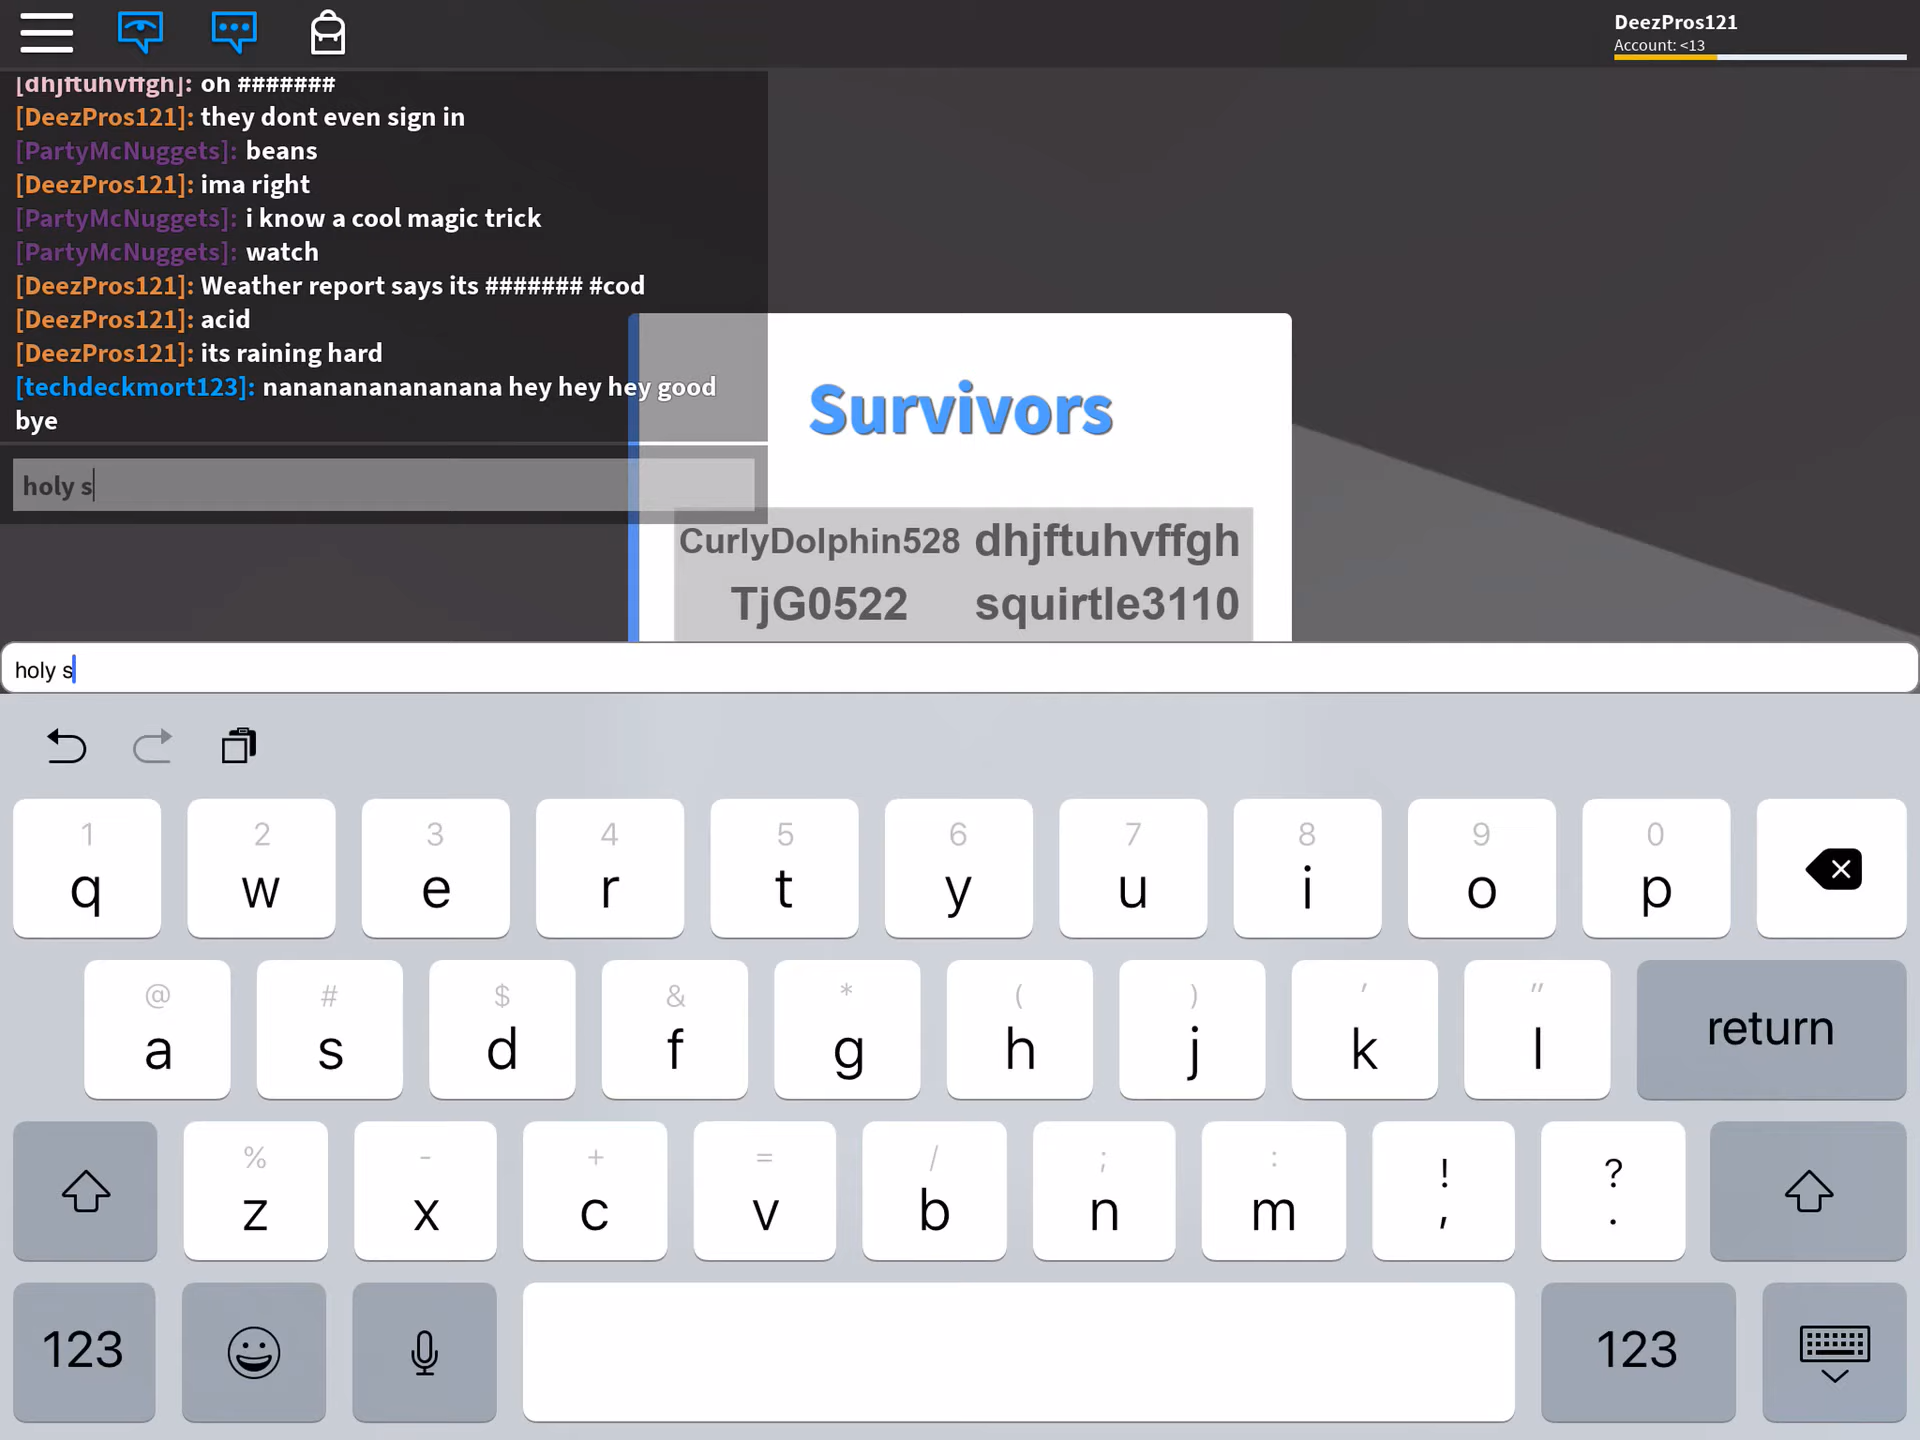 DeezPros121
Account: <13
[dhjftuhvffgh]: oh #######
[DeezPros121]: they dont even sign in
[PartyMcNuggets]: beans
[DeezPros121]: ima right
[PartyMcNuggets]: i know a cool magic trick
[PartyMcNuggets]: watch
[DeezPros121]: Weather report says its ####### #cod
[DeezPros121]: acid
[DeezPros121]: its raining hard
[techdeckmort123]: nanananananana hey hey hey good
bye
holy s
Survivors
CurlyDolphin528 dhjftuhvffgh
TjG0522 squirtle3110
holy s
1 2 3 4 5 6 7 8 9 0
q w e r t y u i o p
@ # $ & * ( ) ' "
a s d f g h j k l return
% - + = / ; : ! ?
z x c v b n m , .
123 123